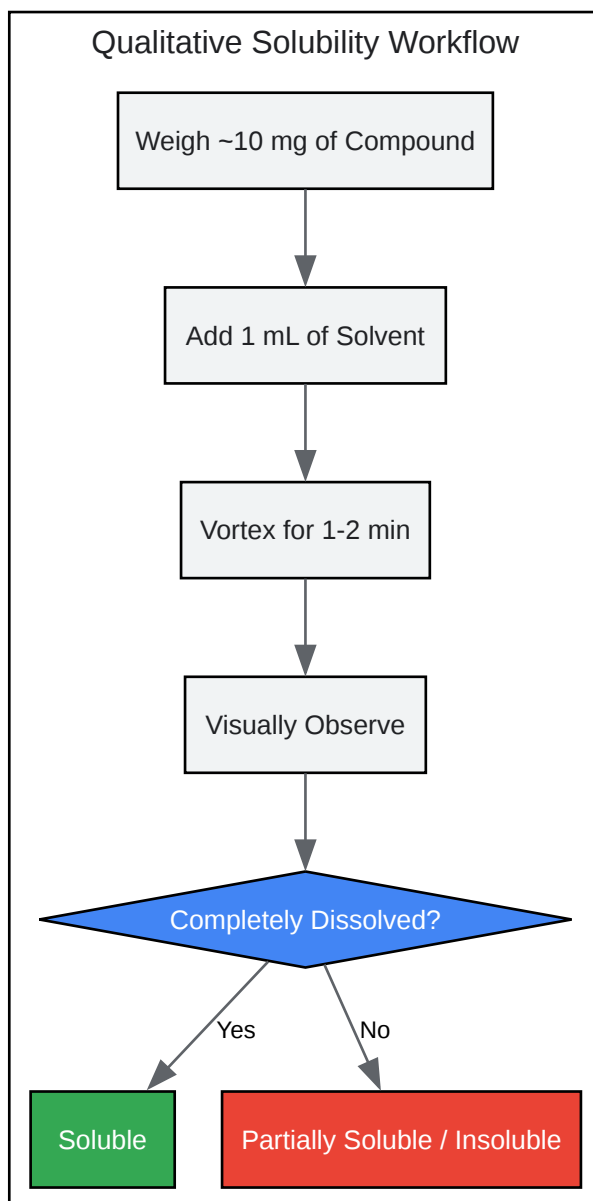 Qualitative Solubility Workflow
Weigh ~10 mg of Compound
Add 1 mL of Solvent
Vortex for 1-2 min
Visually Observe
Completely Dissolved?
Yes
No
Soluble
Partially Soluble / Insoluble